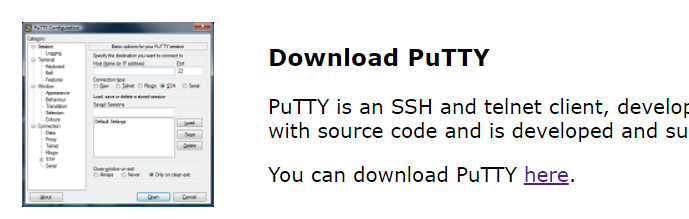 PuTTY Configuration
Category:
Session
Logging
Terminal
Keyboard
Bell
Features
Window
Appearance
Behaviour
Translation
Selection
Colours
Connection
Data
Proxy
Telnet
Rlogin
SSH
Serial
Basic options for your PuTTY session
Specify the destination you want to connect to
Host Name (or IP address) Port
22
Connection type:
Raw Telnet Rlogin SSH Serial
Load, save or delete a stored session
Saved Sessions
Default Settings
Load
Save
Delete
Close window on exit:
Always Never Only on clean exit
About Open Cancel
Download PuTTY
PuTTY is an SSH and telnet client, develop
with source code and is developed and su
You can download PuTTY here.